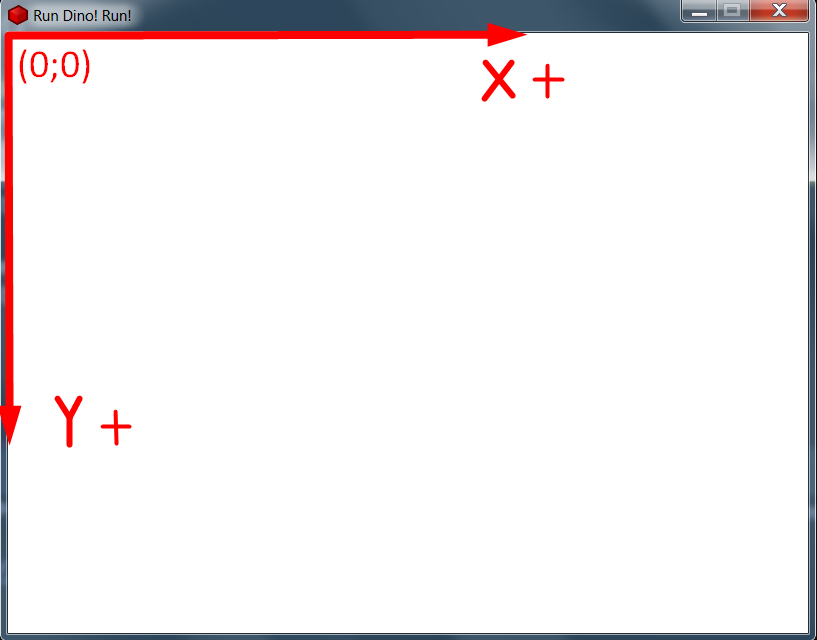 Run Dino! Run!
(0;0)
X +
Y +